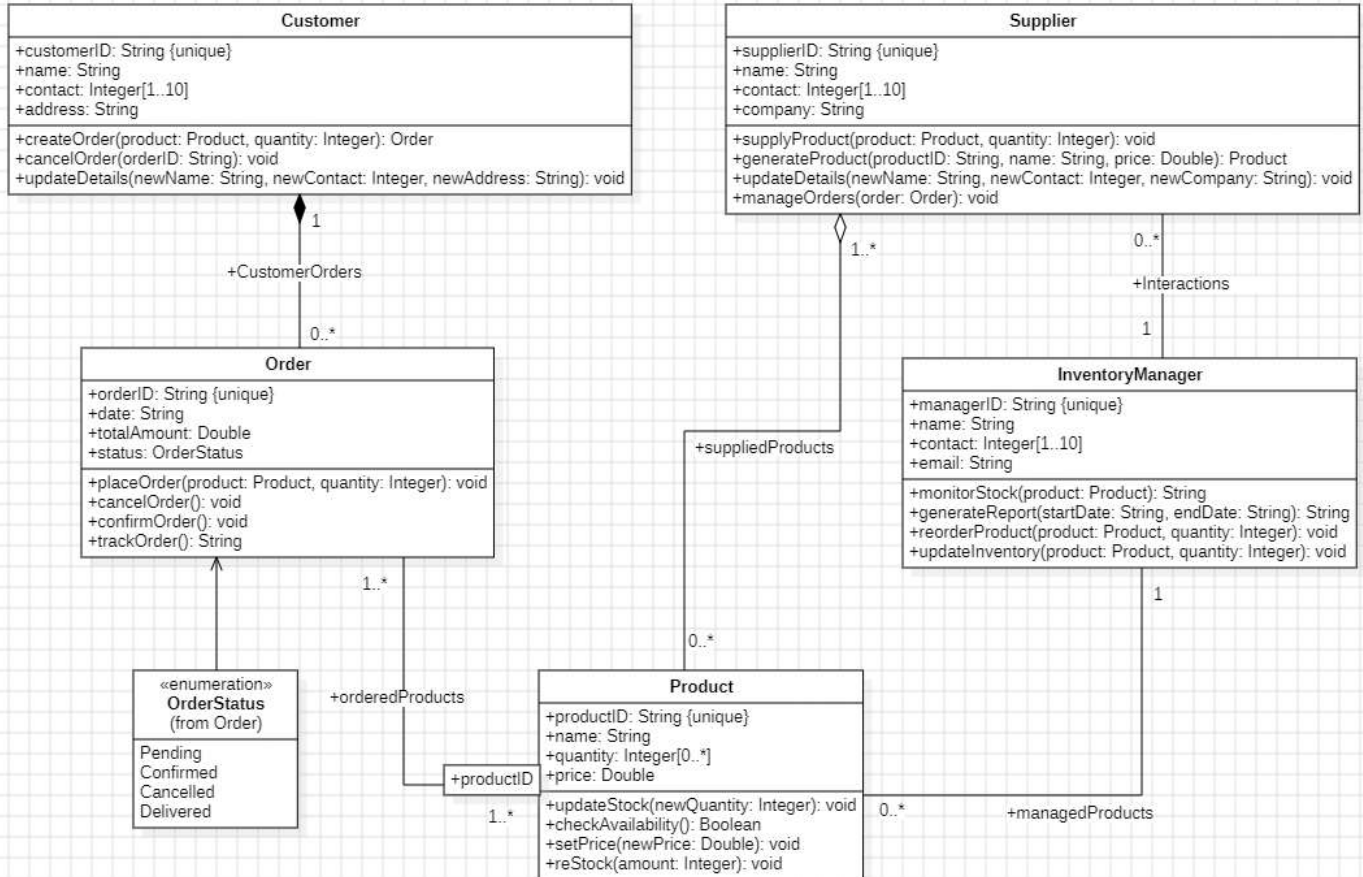 Customer
+customerID: String {unique}
+name: String
+contact: Integer[1..10]
+address: String
+createOrder(product: Product, quantity: Integer): Order
+cancelOrder(orderID: String): void
+updateDetails(newName: String, newContact: Integer, newAddress: String): void
Supplier
+supplierID: String {unique}
+name: String
+contact: Integer[1..10]
+company: String
+supplyProduct(product: Product, quantity: Integer): void
+generateProduct(productID: String, name: String, price: Double): Product
+updateDetails(newName: String, newContact: Integer, newCompany: String): void
+manageOrders(order: Order): void
1
+CustomerOrders
0..*
1..*
0..*
+Interactions
1
Order
+orderID: String {unique}
+date: String
+totalAmount: Double
+status: OrderStatus
+placeOrder(product: Product, quantity: Integer): void
+cancelOrder(): void
+confirmOrder(): void
+trackOrder(): String
+suppliedProducts
InventoryManager
+managerID: String {unique}
+name: String
+contact: Integer[1..10]
+email: String
+monitorStock(product: Product): String
+generateReport(startDate: String, endDate: String): String
+reorderProduct(product: Product, quantity: Integer): void
+updateInventory(product: Product, quantity: Integer): void
1..*
0..*
1
«enumeration»
OrderStatus
(from Order)
Pending
Confirmed
Cancelled
Delivered
+orderedProducts
+productID
1..*
Product
+productID: String {unique}
+name: String
+quantity: Integer[0..*]
+price: Double
+updateStock(newQuantity: Integer): void
+checkAvailability(): Boolean
+setPrice(newPrice: Double): void
+reStock(amount: Integer): void
0..*
+managedProducts